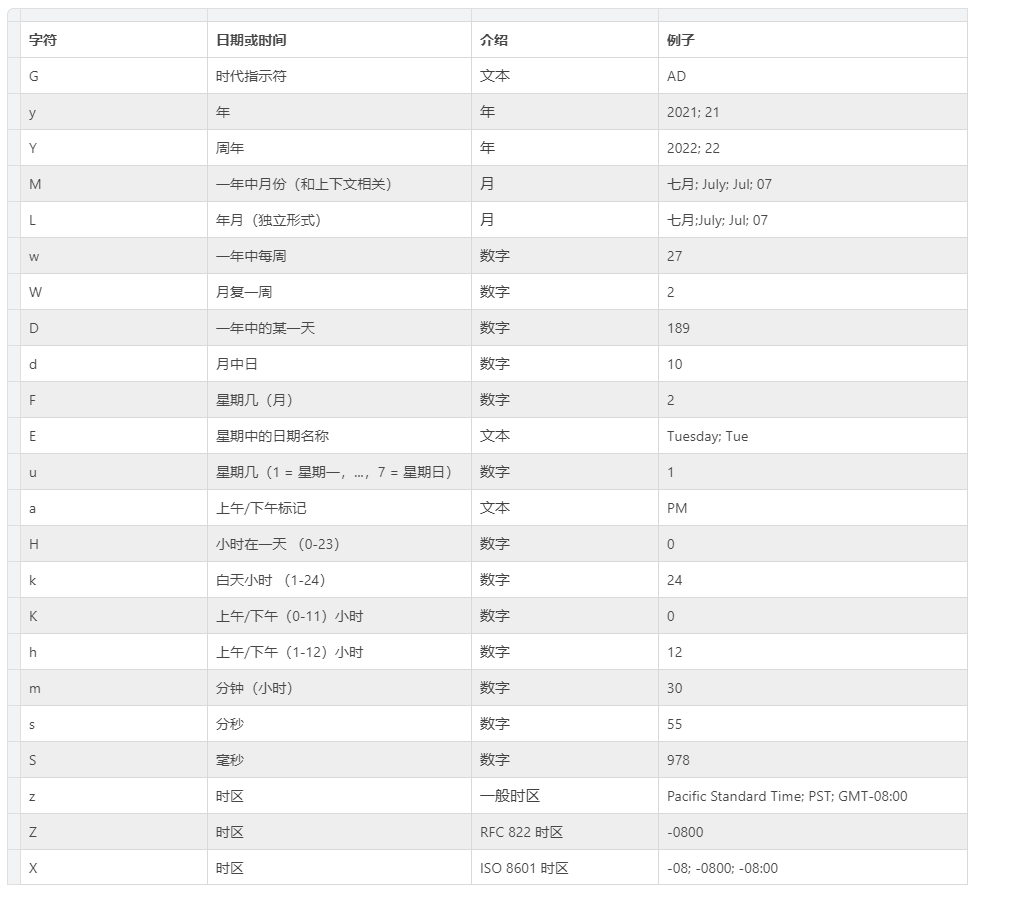 字符 日期或时间 介绍 例子
G 时代指示符 文本 AD
y 年 年 2021; 21
Y 周年 年 2022; 22
M 一年中月份（和上下文相关） 月 七月; July; Jul; 07
L 年月（独立形式） 月 七月;July; Jul; 07
w 一年中每周 数字 27
W 月复一周 数字 2
D 一年中的某一天 数字 189
d 月中日 数字 10
F 星期几（月） 数字 2
E 星期中的日期名称 文本 Tuesday; Tue
u 星期几（1 = 星期一，...，7 = 星期日） 数字 1
a 上午/下午标记 文本 PM
H 小时在一天 （0-23） 数字 0
k 白天小时 （1-24） 数字 24
K 上午/下午（0-11）小时 数字 0
h 上午/下午（1-12）小时 数字 12
m 分钟（小时） 数字 30
s 分秒 数字 55
S 毫秒 数字 978
z 时区 一般时区 Pacific Standard Time; PST; GMT-08:00
Z 时区 RFC 822 时区 -0800
X 时区 ISO 8601 时区 -08; -0800; -08:00